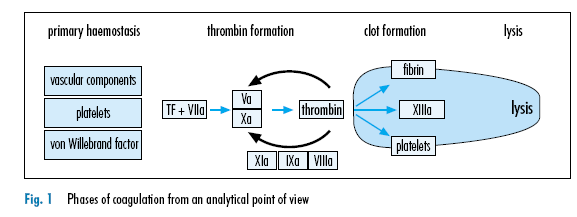 primary haemostasis thrombin formation clot formation lysis
vascular components
platelets
von Willebrand factor
TF + VIIa
Va
Xa
thrombin
XIa IXa VIIIa
fibrin
XIIIa
platelets
lysis
Fig. 1 Phases of coagulation from an analytical point of view